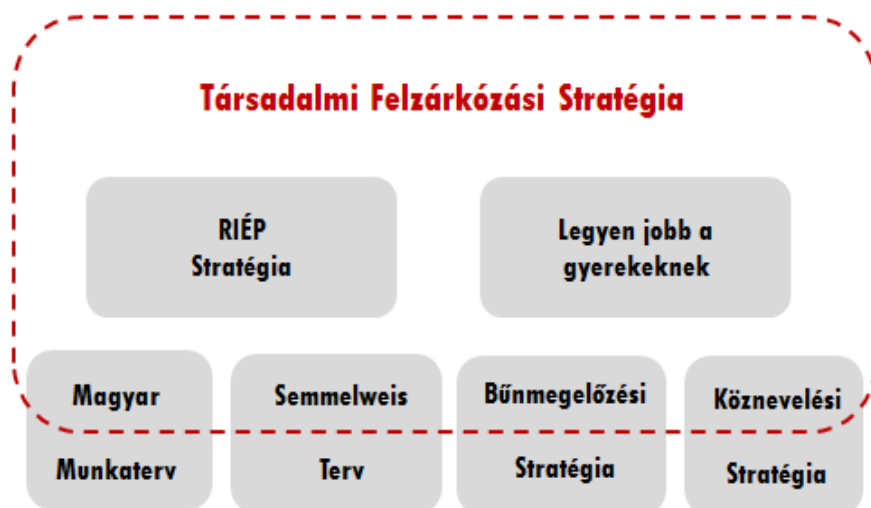 Társadalmi Felzárkózási Stratégia
RIÉP
Stratégia
Legyen jobb a
gyerekeknek
Magyar
Munkaterv
Semmelweis
Terv
Bűnmegelőzési
Stratégia
Köznevelési
Stratégia